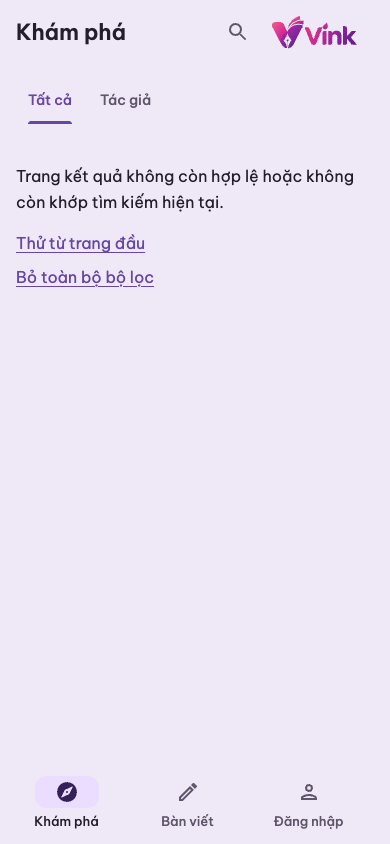 Khám phá
Vink
Tất cả
Tác giả
Trang kết quả không còn hợp lệ hoặc không
còn khớp tìm kiếm hiện tại.
Thử từ trang đầu
Bỏ toàn bộ bộ lọc
Khám phá
Bàn viết
Đăng nhập